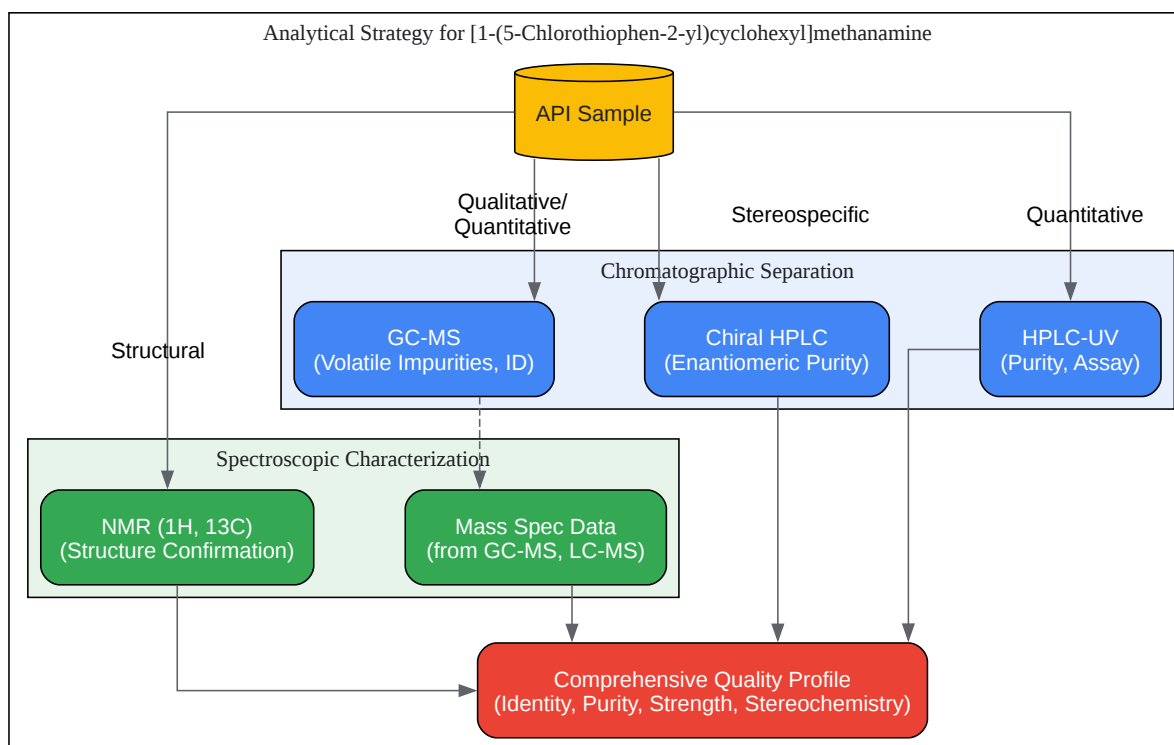 Analytical Strategy for [1-(5-Chlorothiophen-2-yl)cyclohexyl]methanamine
API Sample
Qualitative/
Quantitative
Stereospecific
Quantitative
Structural
Chromatographic Separation
GC-MS
(Volatile Impurities, ID)
Chiral HPLC
(Enantiomeric Purity)
HPLC-UV
(Purity, Assay)
Spectroscopic Characterization
NMR (1H, 13C)
(Structure Confirmation)
Mass Spec Data
(from GC-MS, LC-MS)
Comprehensive Quality Profile
(Identity, Purity, Strength, Stereochemistry)